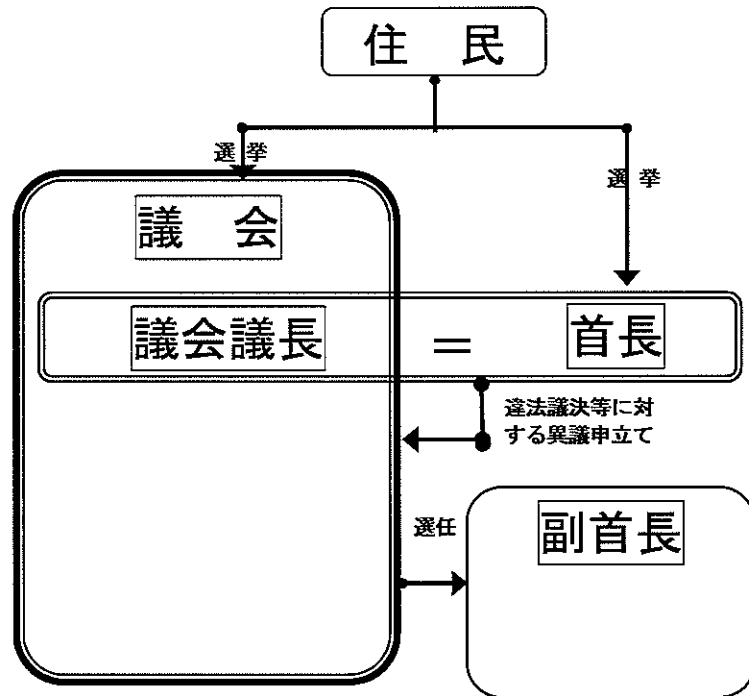 住　民
選 挙
選 挙
議　会
議会議長　＝　首長
違法議決等に対
する異議申立て
選任
副首長